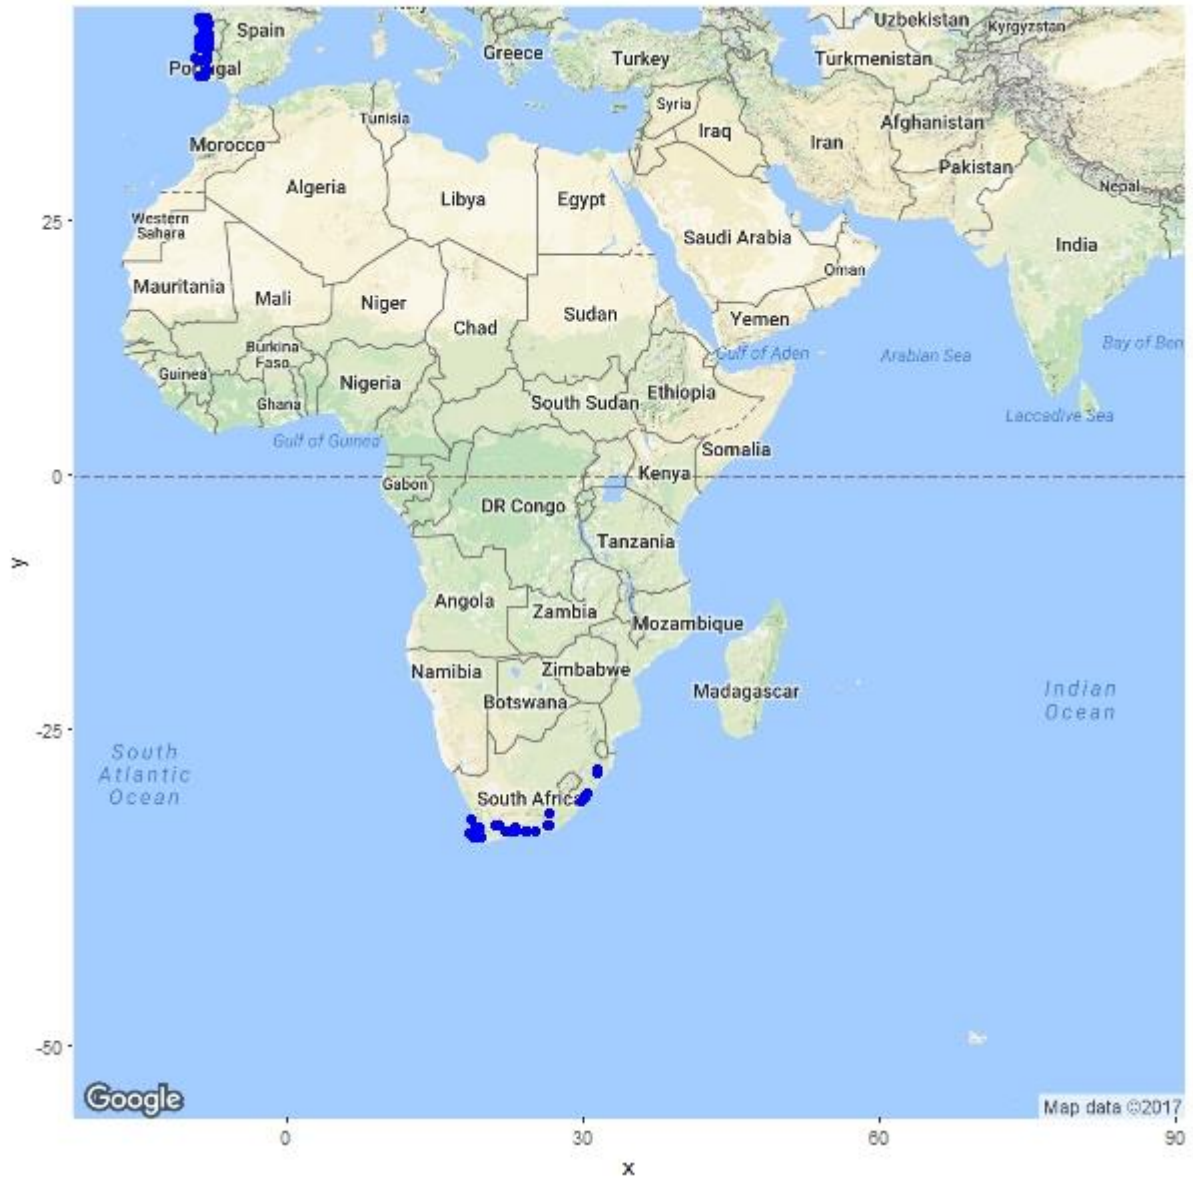 Italy
Spain
Uzbekistan
Kyrgyzstan
Greece
Turkey
Turkmenistan
Portugal
Syria
Tunisia
Iraq
Afghanistan
Morocco
Iran
Pakistan
Algeria
Nepal
Libya
Egypt
25
Western
Sahara
Saudi Arabia
India
Oman
Mauritania
Mali
Niger
Sudan
Yemen
Chad
Burkina
Faso
Gulf of Aden
Arabian Sea
Bay of Ben
Guinea
Nigeria
Ethiopia
Ghana
South Sudan
Laccadive Sea
Gulf of Guinea
Somalia
0
Kenya
Gabon
DR Congo
Tanzania
y
Angola
Zambia
Mozambique
Namibia
Zimbabwe
Madagascar
Botswana
Indian
Ocean
-25
South
Atlantic
Ocean
South Africa
-50
Google
Map data ©2017
0
30
60
90
x